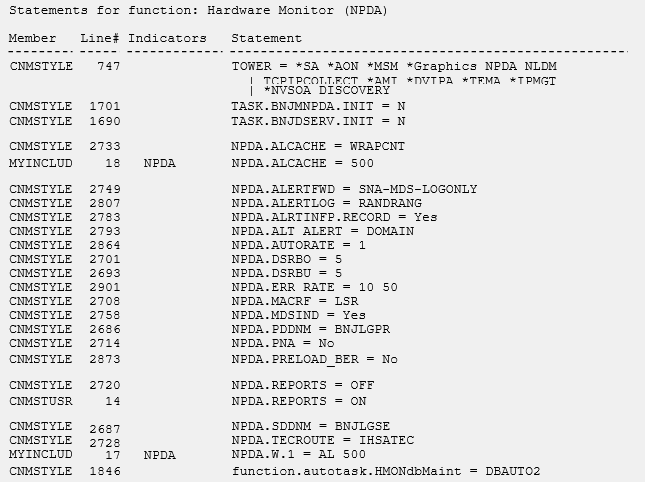 Statements for function: Hardware Monitor (NPDA)
Member Line# Indicators Statement
CNMSTYLE 747 TOWER = *SA *AON *MSM *Graphics NPDA NLDM
| TCPIPCOLLECT *AMI *DVIPA *TEMA *IPMGT
| *NVSOA DISCOVERY
CNMSTYLE 1701 TASK.BNJMNPDA.INIT = N
CNMSTYLE 1690 TASK.BNJDSERV.INIT = N
CNMSTYLE 2733 NPDA.ALCACHE = WRAPCNT
MYINCLUD 18 NPDA NPDA.ALCACHE = 500
CNMSTYLE 2749 NPDA.ALERTFWD = SNA-MDS-LOGONLY
CNMSTYLE 2807 NPDA.ALERTLOG = RANDRANG
CNMSTYLE 2783 NPDA.ALRTINFP.RECORD = Yes
CNMSTYLE 2793 NPDA.ALT_ALERT = DOMAIN
CNMSTYLE 2864 NPDA.AUTORATE = 1
CNMSTYLE 2701 NPDA.DSRBO = 5
CNMSTYLE 2693 NPDA.DSRBU = 5
CNMSTYLE 2901 NPDA.ERR_RATE = 10 50
CNMSTYLE 2708 NPDA.MACRF = LSR
CNMSTYLE 2758 NPDA.MDSIND = Yes
CNMSTYLE 2686 NPDA.PDDNM = BNJLGPR
CNMSTYLE 2714 NPDA.PNA = No
CNMSTYLE 2873 NPDA.PRELOAD_BER = No
CNMSTYLE 2720 NPDA.REPORTS = OFF
CNMSTUSR 14 NPDA.REPORTS = ON
CNMSTYLE 2687 NPDA.SDDNM = BNJLGSE
CNMSTYLE 2728 NPDA.TECROUTE = IHSATEC
MYINCLUD 17 NPDA NPDA.W.1 = AL 500
CNMSTYLE 1846 function.autotask.HMONdbMaint = DBAUTO2